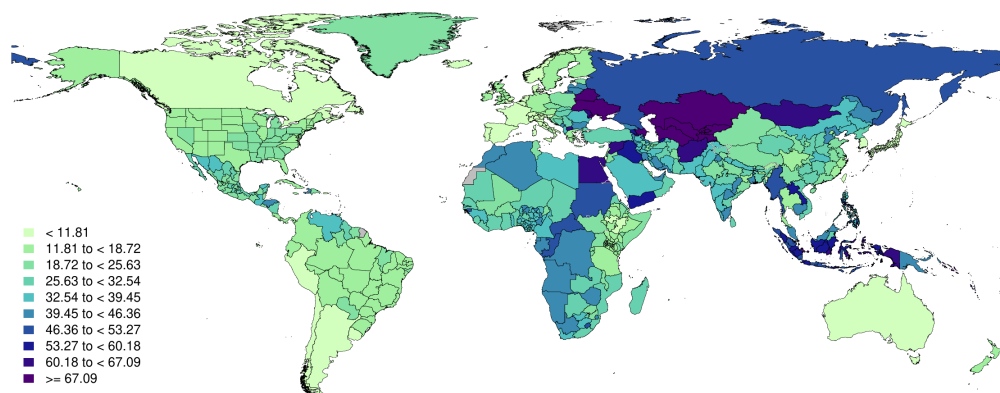 < 11.81
11.81 to < 18.72
18.72 to < 25.63
25.63 to < 32.54
32.54 to < 39.45
39.45 to < 46.36
46.36 to < 53.27
53.27 to < 60.18
60.18 to < 67.09
>= 67.09